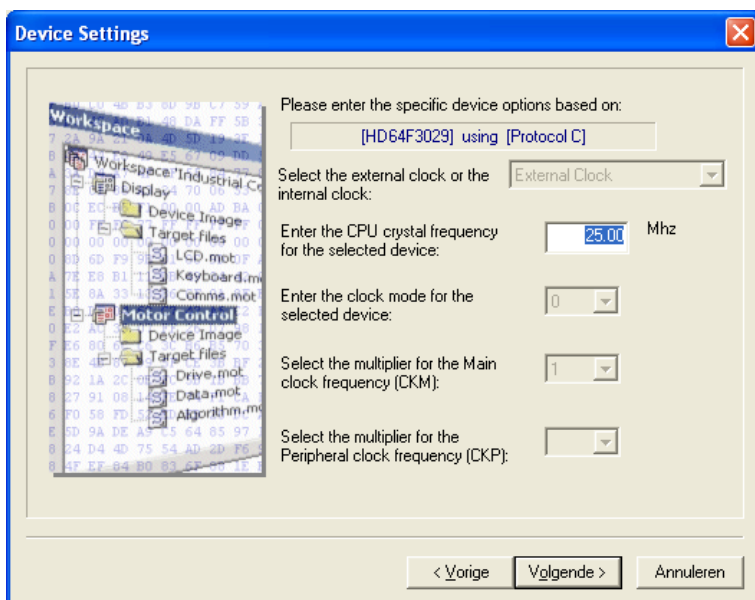 Device Settings
Please enter the specific device options based on:
[HD64F3029] using [Protocol C]
Select the external clock or the
internal clock:
External Clock
Enter the CPU crystal frequency
for the selected device:
25.00
Mhz
Enter the clock mode for the
selected device:
0
Select the multiplier for the Main
clock frequency (CKM):
1
Select the multiplier for the
Peripheral clock frequency (CKP):
Workspace
Workspace 'Industrial
Display
Device Image
Target files
LCD.mot
Keyboard.m
Comms.mot
Motor Control
Device Image
Target files
Drive.mot
Data.mot
Algorithm.m
< Vorige
Volgende >
Annuleren